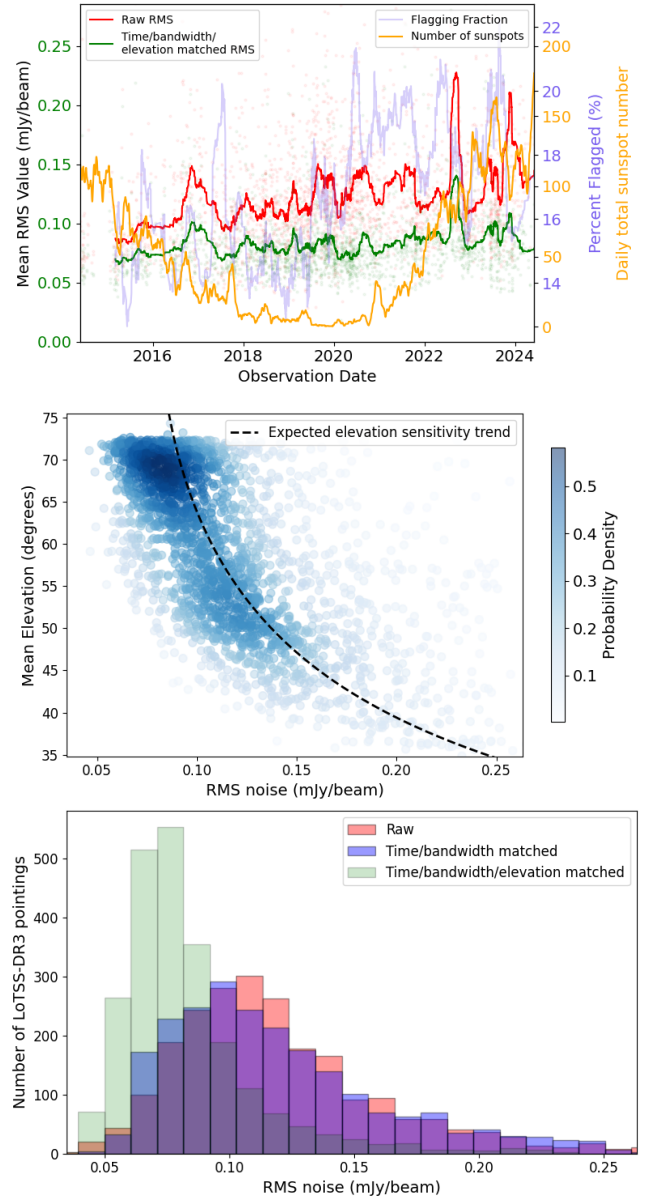 Raw RMS
Time/bandwidth/
elevation matched RMS
Flagging Fraction
Number of sunspots
Mean RMS Value (mJy/beam)
0.25
0.20
0.15
0.10
0.05
0.00
22
20
18
16
14
Percent Flagged (%)
200
150
100
50
0
Daily total sunspot number
2016
2018
2020
2022
2024
Observation Date
Expected elevation sensitivity trend
Mean Elevation (degrees)
75
70
65
60
55
50
45
40
35
0.05
0.10
0.15
0.20
0.25
RMS noise (mJy/beam)
0.5
0.4
0.3
0.2
0.1
Probability Density
Raw
Time/bandwidth matched
Time/bandwidth/elevation matched
Number of LoTSS-DR3 pointings
500
400
300
200
100
0
0.05
0.10
0.15
0.20
0.25
RMS noise (mJy/beam)